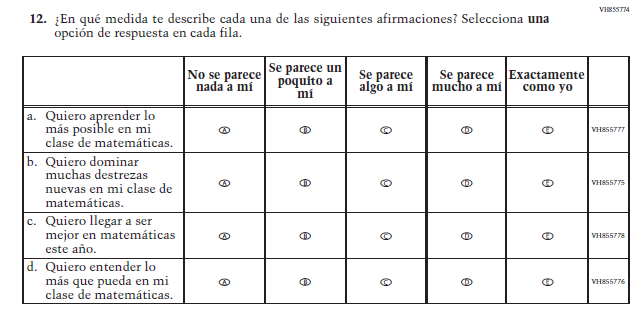 VH855774
12. ¿En qué medida te describe cada una de las siguientes afirmaciones? Selecciona una
opción de respuesta en cada fila.
No se parece
nada a mí
Se parece un
poquito a
mí
Se parece
algo a mí
Se parece
mucho a mí
Exactamente
como yo
a. Quiero aprender lo
más posible en mi
clase de matemáticas.
A B C D E VH855777
b. Quiero dominar
muchas destrezas
nuevas en mi clase de
matemáticas.
A B C D E VH855775
c. Quiero llegar a ser
mejor en matemáticas
este año.
A B C D E VH855778
d. Quiero entender lo
más que pueda en mi
clase de matemáticas.
A B C D E VH855776